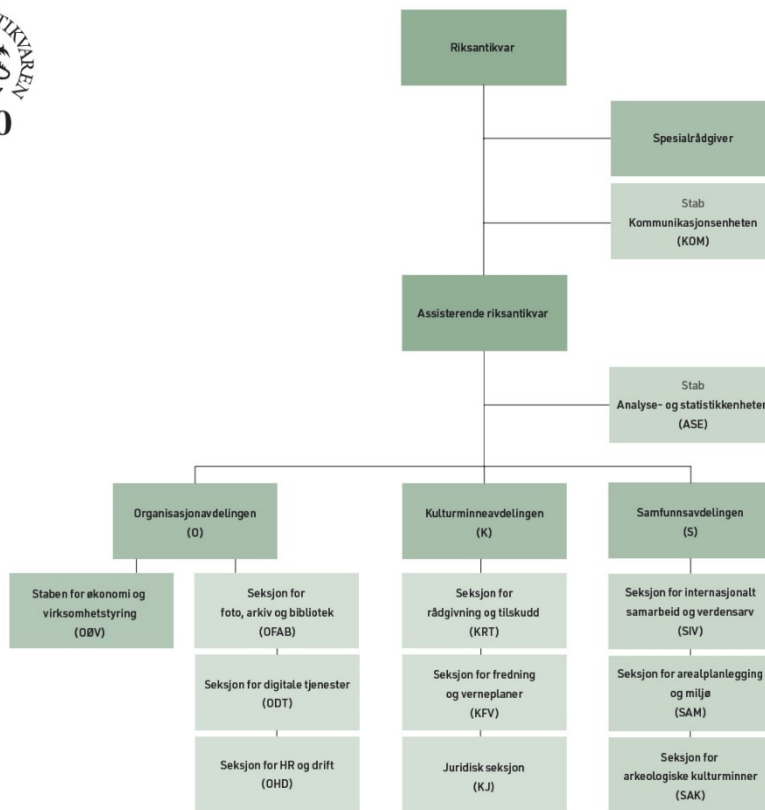 TIKVAREN
0
Riksantikvar
Spesialrådgiver
Stab
Kommunikasjonsenheten
(KOM)
Assisterende riksantikvar
Stab
Analyse- og statistikkenheten
(ASE)
Organisasjonavdelingen
(O)
Kulturminneavdelingen
(K)
Samfunnsavdelingen
(S)
Staben for økonomi og
virksomhetstyring
(OØV)
Seksjon for
foto, arkiv og bibliotek
(OFAB)
Seksjon for
rådgivning og tilskudd
(KRT)
Seksjon for internasjonalt
samarbeid og verdensarv
(SIV)
Seksjon for digitale tjenester
(ODT)
Seksjon for fredning
og verneplaner
(KFV)
Seksjon for arealplanlegging
og miljø
(SAM)
Seksjon for HR og drift
(OHD)
Juridisk seksjon
(KJ)
Seksjon for
arkeologiske kulturminner
(SAK)